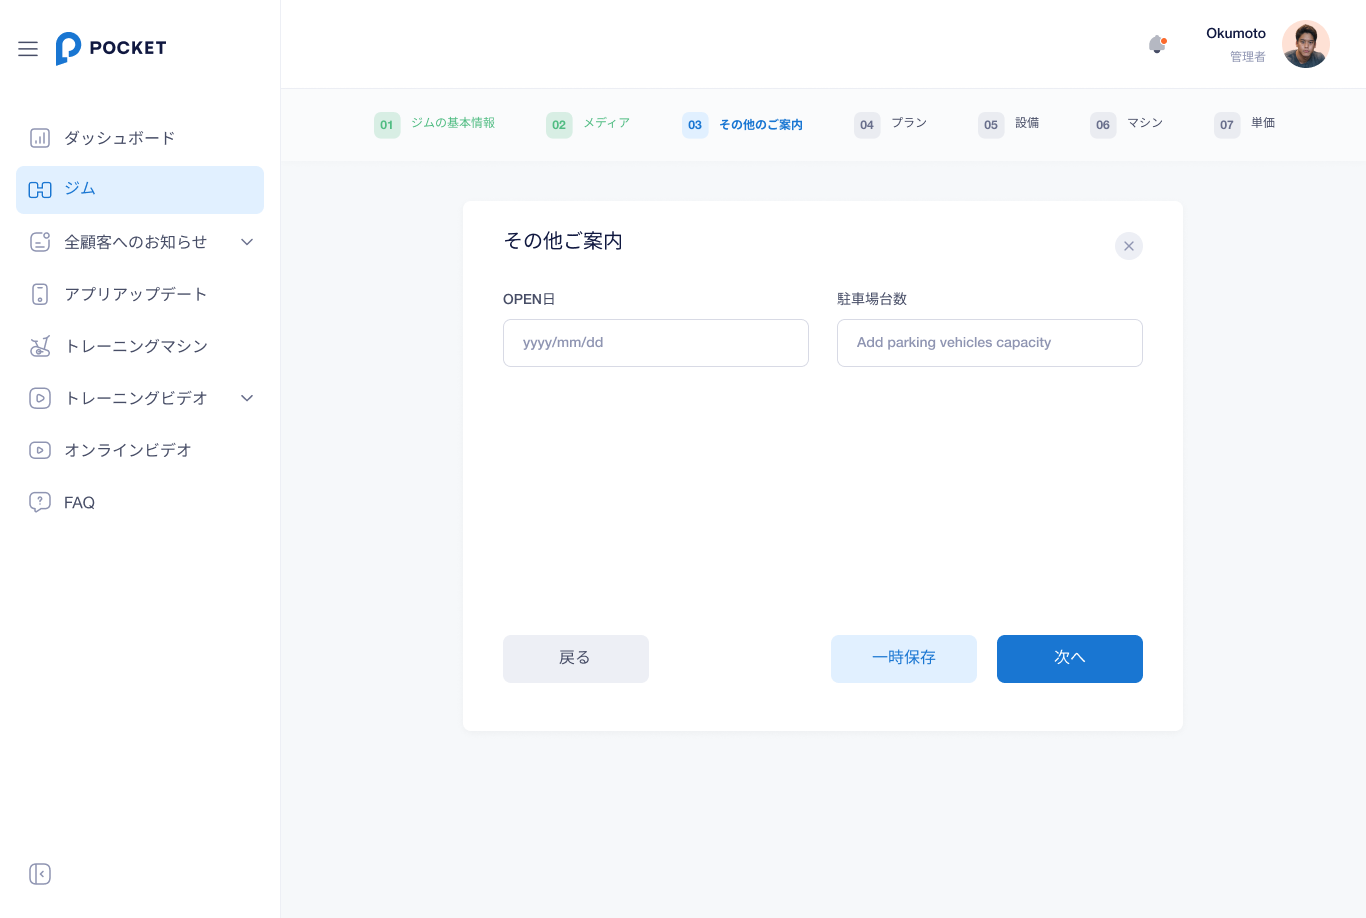 POCKET
Okumoto
管理者
ダッシュボード
ジム
全顧客へのお知らせ
アプリアップデート
トレーニングマシン
トレーニングビデオ
オンラインビデオ
FAQ
01 ジムの基本情報
02 メディア
03 その他のご案内
04 プラン
05 設備
06 マシン
07 単価
その他ご案内
OPEN日
yyyy/mm/dd
駐車場台数
Add parking vehicles capacity
戻る
一時保存
次へ